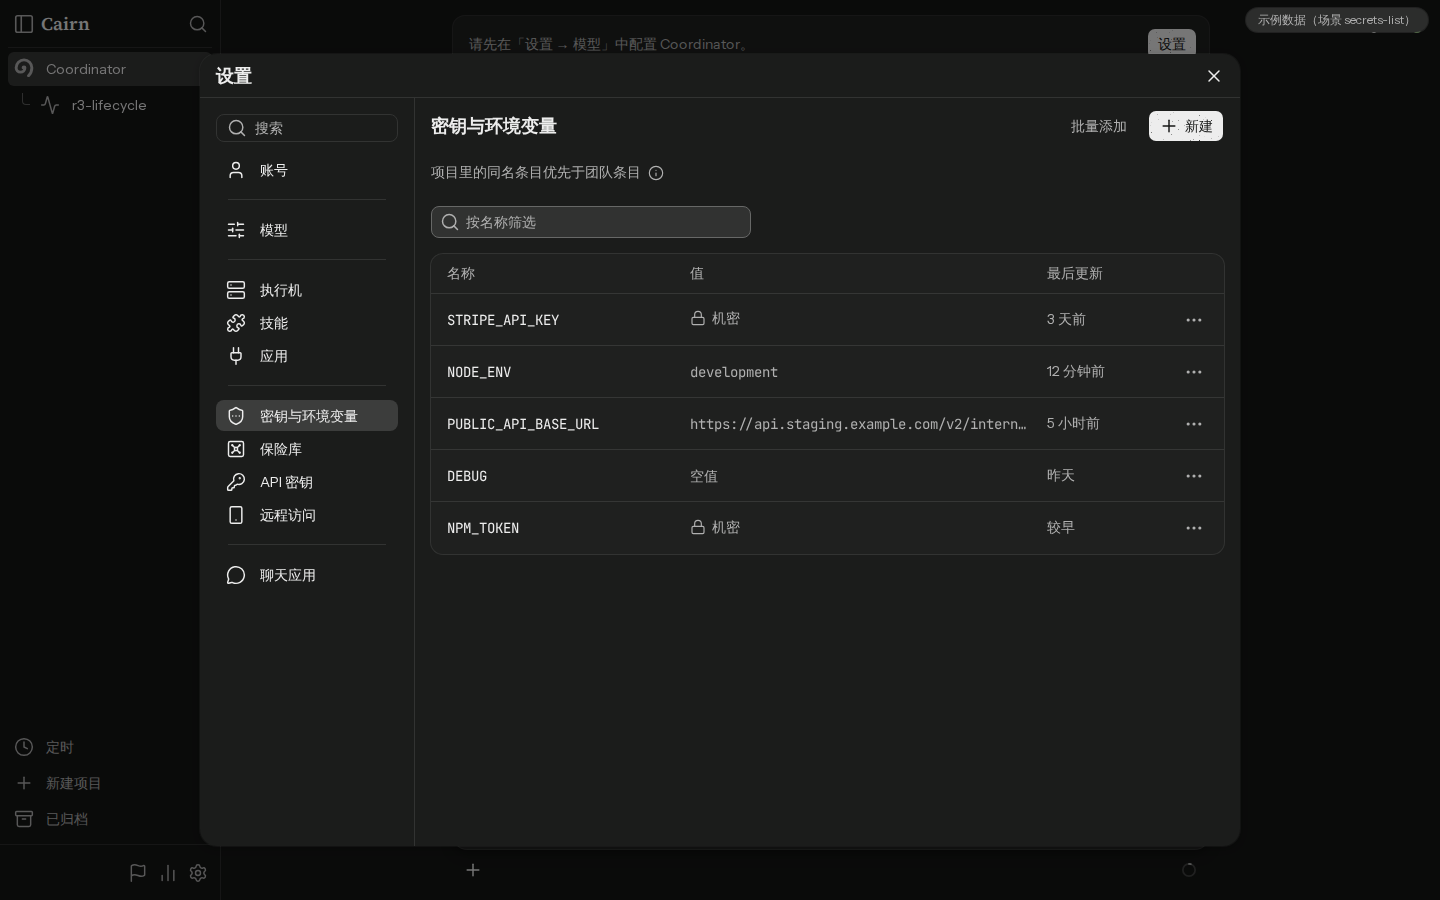 Cairn
示例数据（场景 secrets-list）
请先在「设置 → 模型」中配置 Coordinator。
设置
Coordinator
r3-lifecycle
设置
搜索
账号
模型
执行机
技能
应用
密钥与环境变量
保险库
API 密钥
远程访问
聊天应用
密钥与环境变量
批量添加
新建
项目里的同名条目优先于团队条目
按名称筛选
名称 值 最后更新
STRIPE_API_KEY 机密 3 天前
NODE_ENV development 12 分钟前
PUBLIC_API_BASE_URL https://api.staging.example.com/v2/intern… 5 小时前
DEBUG 空值 昨天
NPM_TOKEN 机密 较早
定时
新建项目
已归档